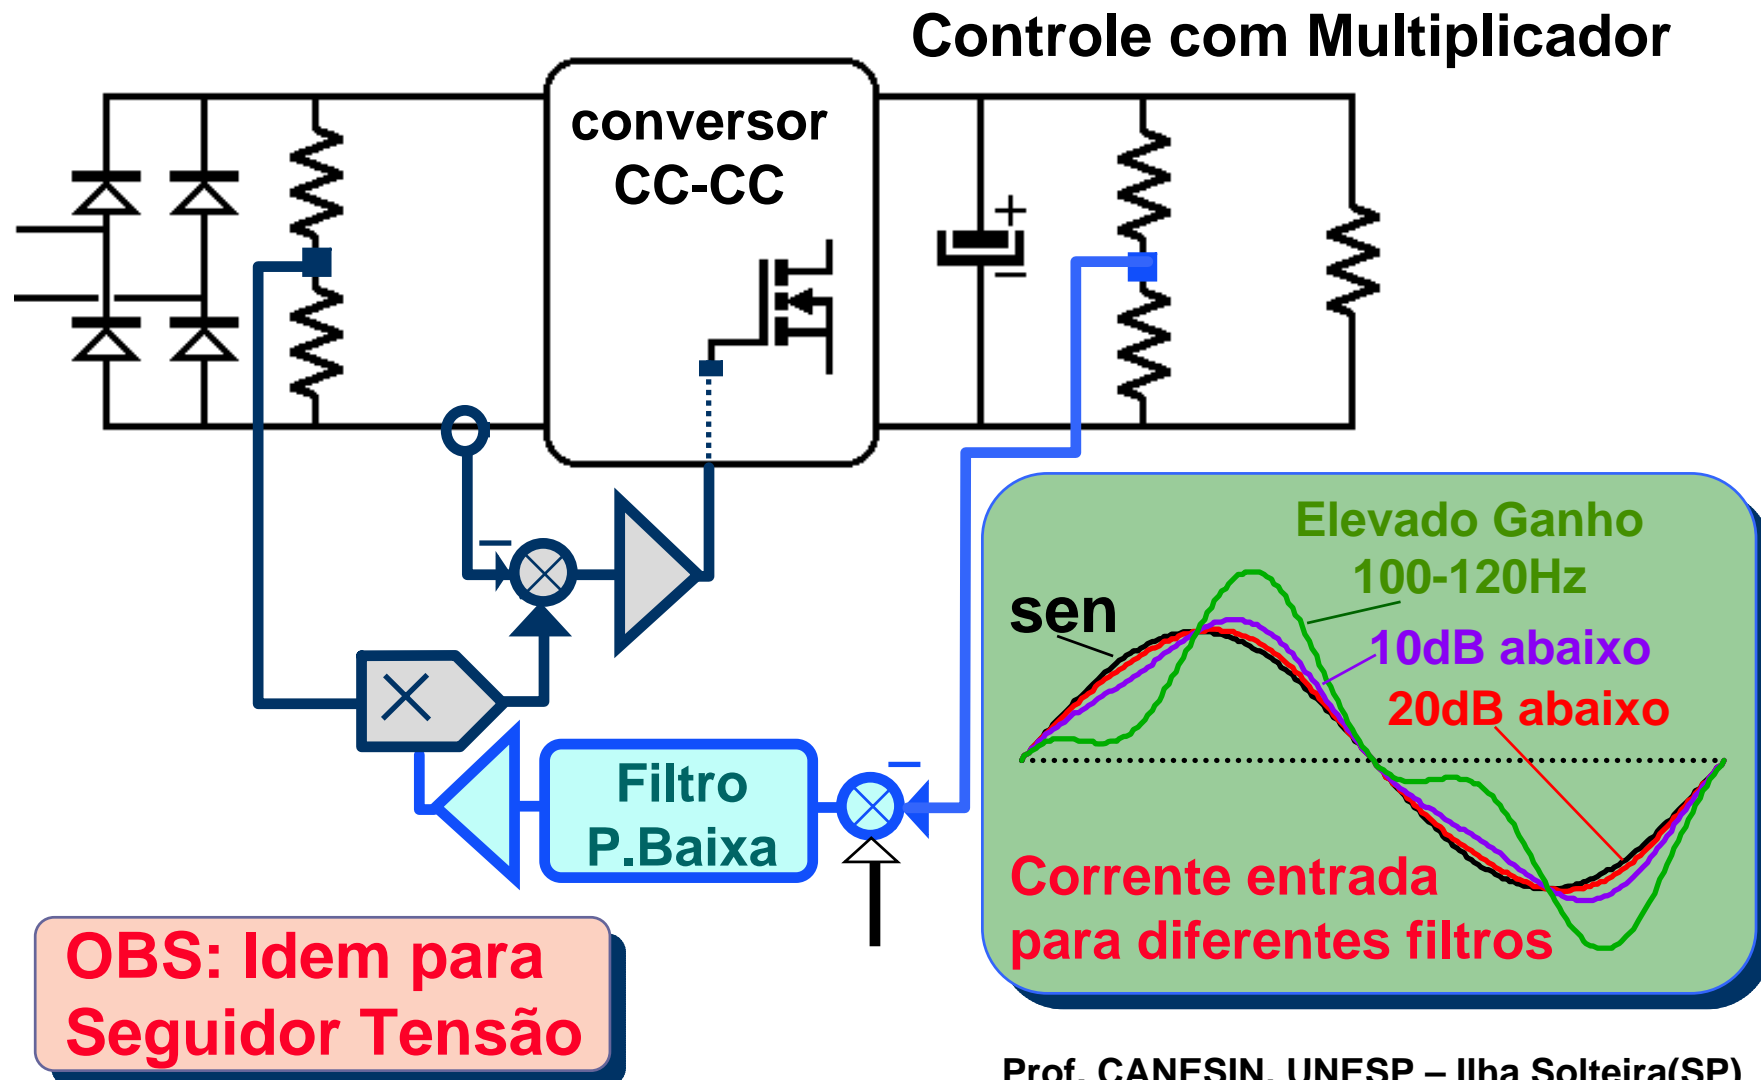 Controle com Multiplicador
conversor
CC-CC
+
−
Elevado Ganho
100-120Hz
sen
10dB abaixo
20dB abaixo
Filtro
P.Baixa
Corrente entrada
para diferentes filtros
OBS: Idem para
Seguidor Tensão
Prof. CANESIN, UNESP – Ilha Solteira(SP)